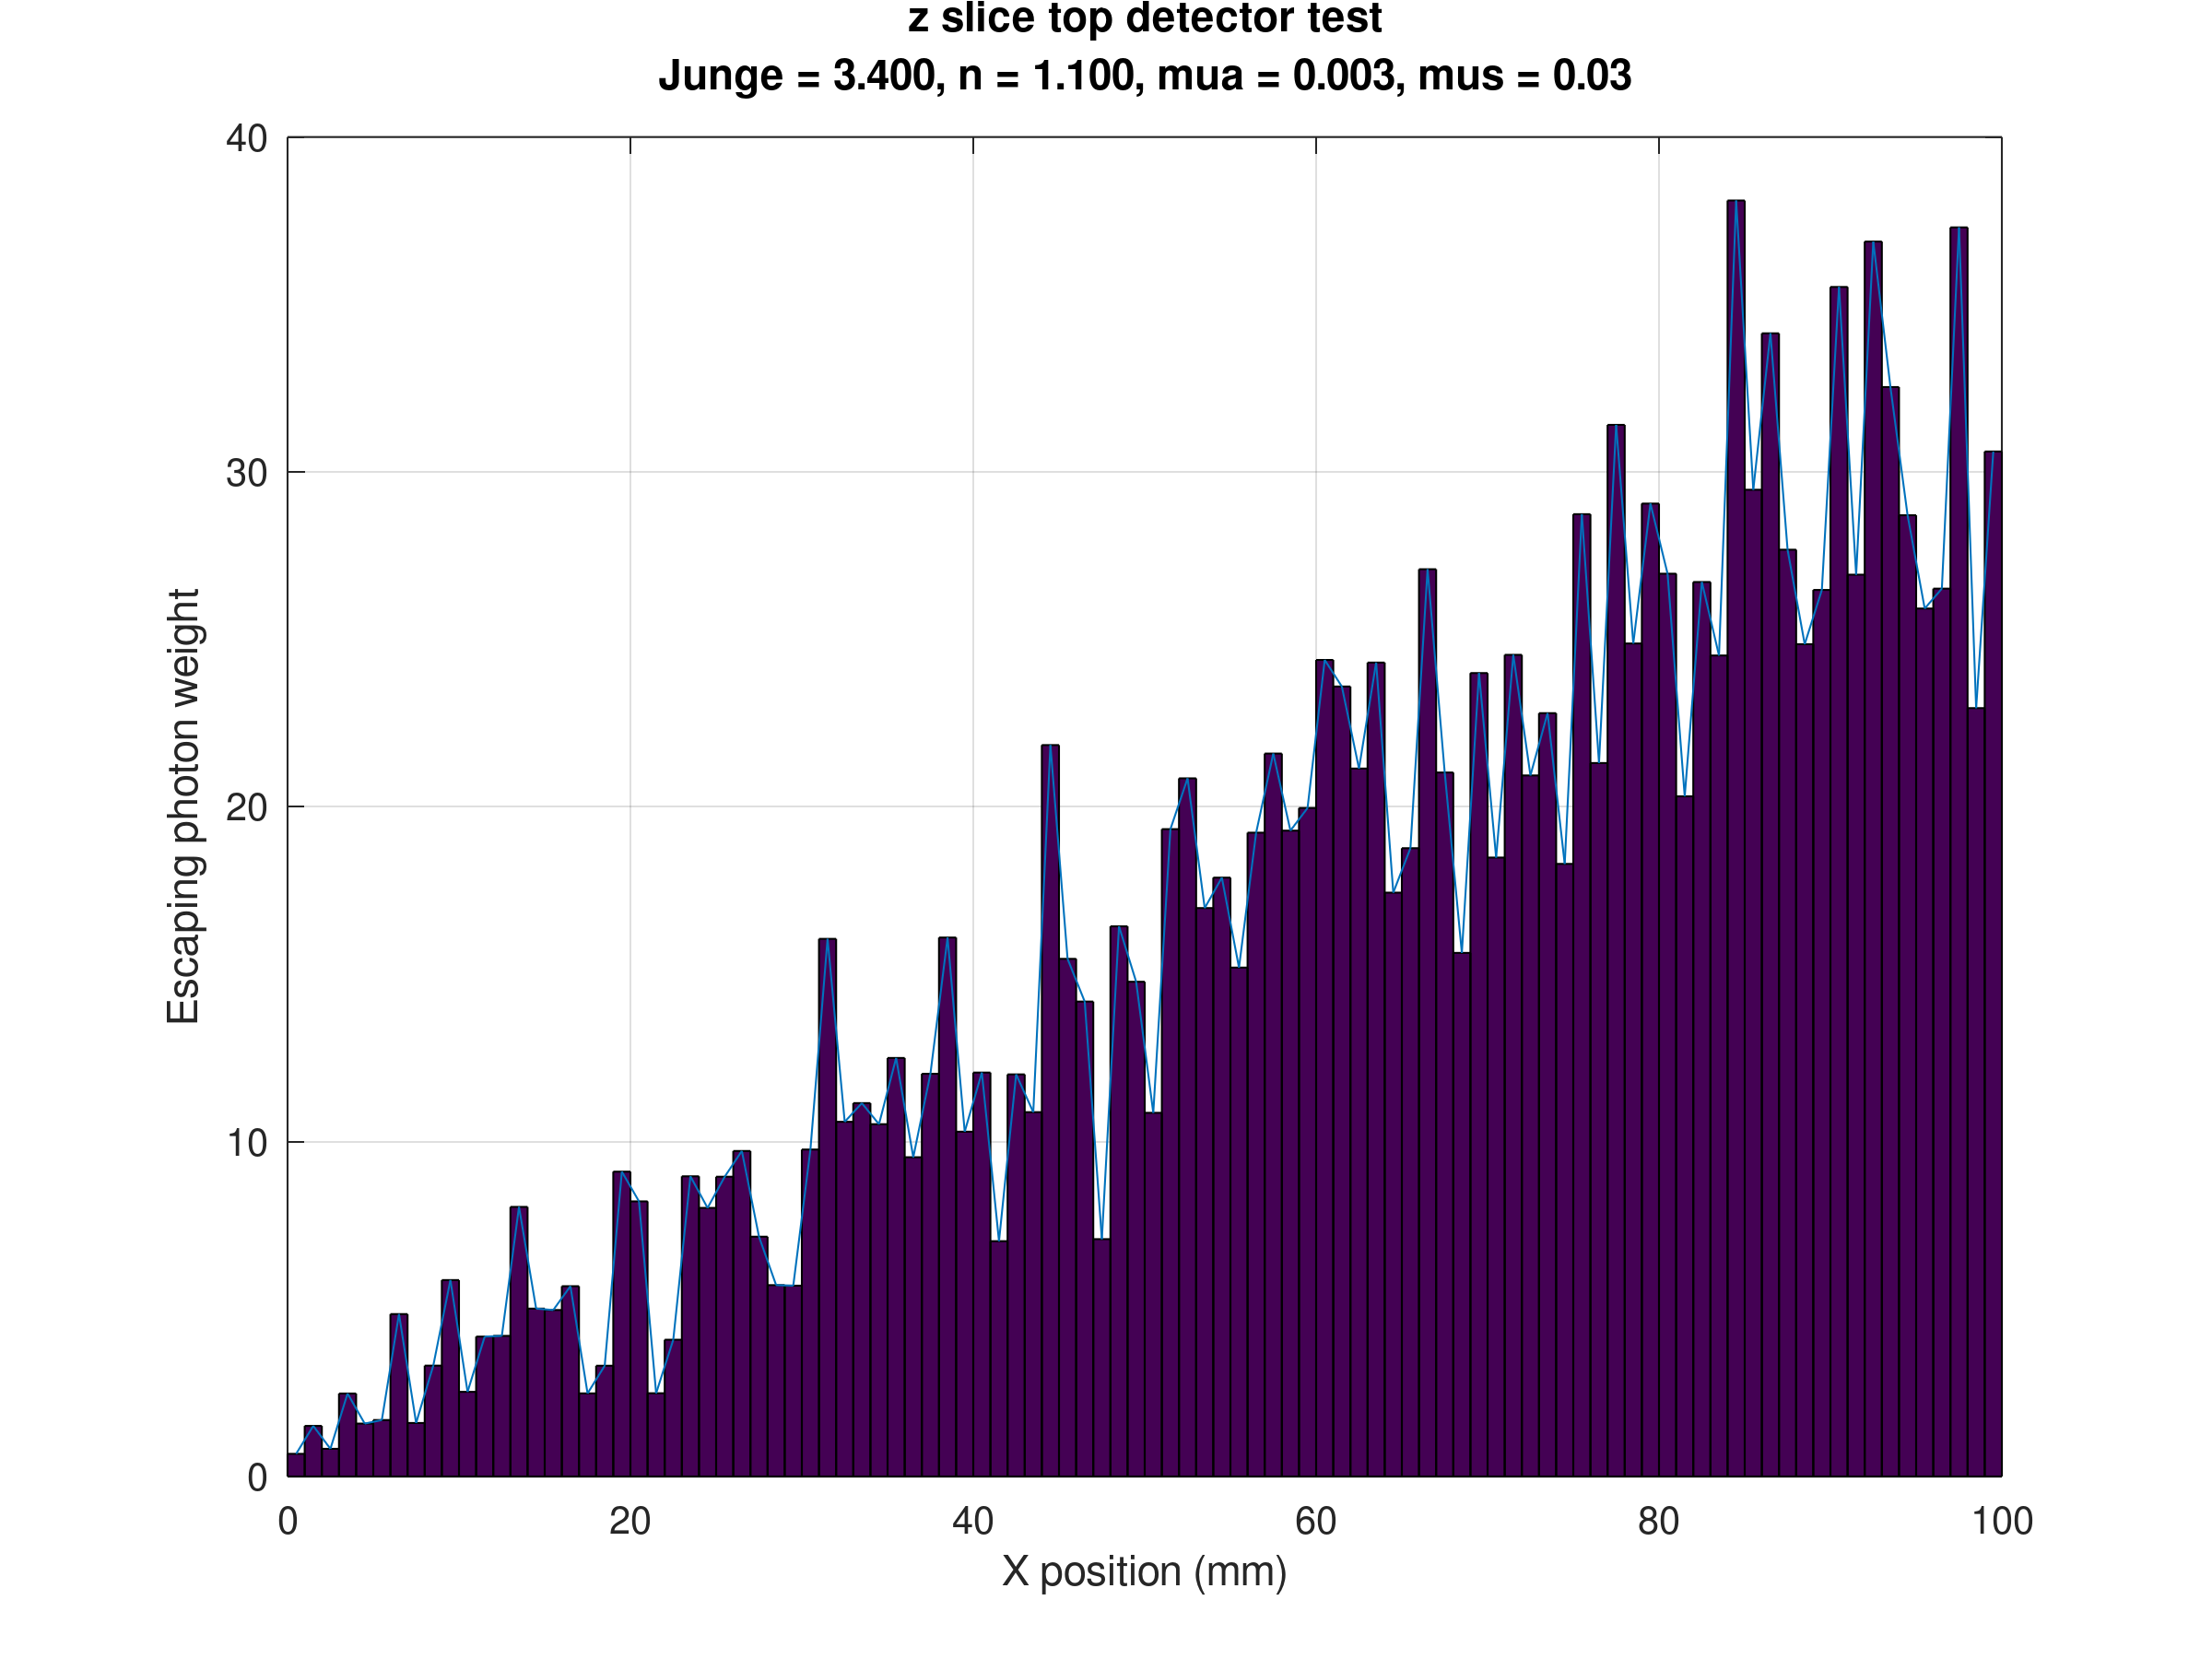 z slice top detector test
Junge = 3.400, n = 1.100, mua = 0.003, mus = 0.03
40
30
20
10
0
Escaping photon weight
0 20 40 60 80 100
X position (mm)